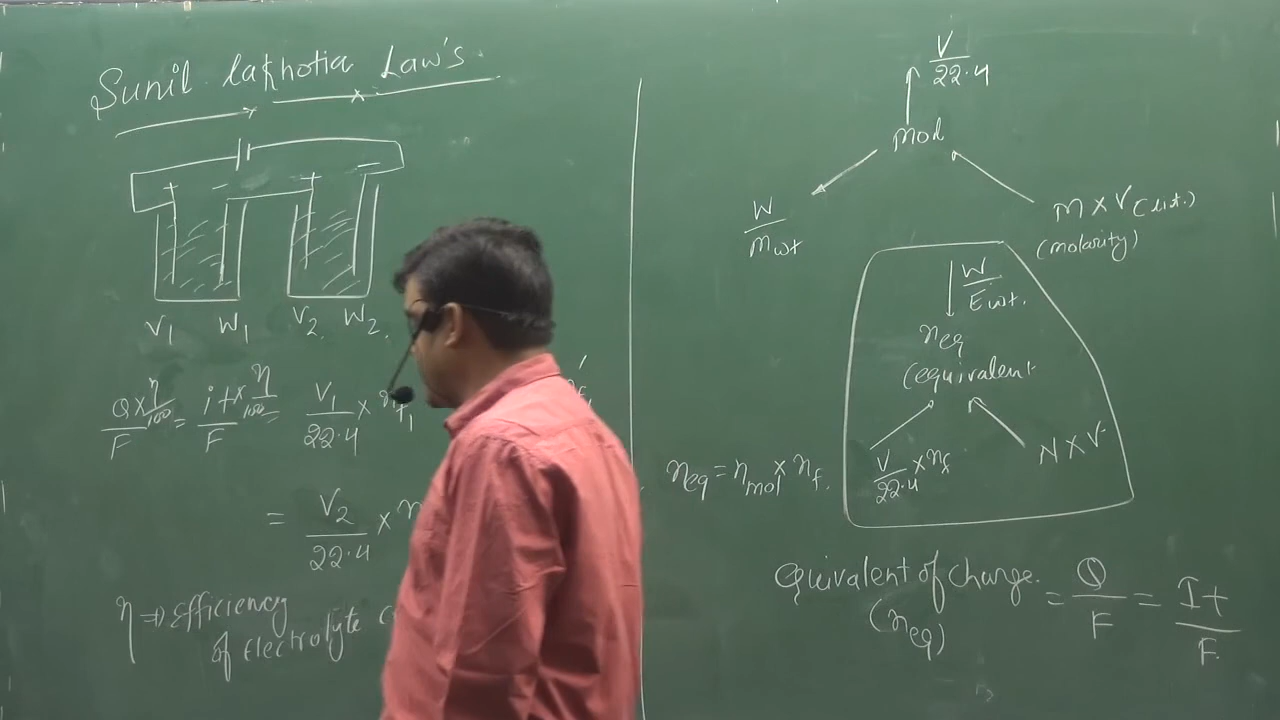 Sunil Lakhotia Law's.
+ - + -
V₁ W₁ V₂ W₂.
Q×η/100 / F = it×η/100 / F = V₁/22.4 × nf₁
= V₂/22.4 × n
η → Efficiency
of Electrolyte
V/22.4
mol
W/Mwt
M × V(lit.)
(molarity)
W/Ewt.
neq
(equivalent
V/22.4 × nf
N × V
neq = nmol × nf.
Equivalent of charge. = Q/F = It/F.
(neq)